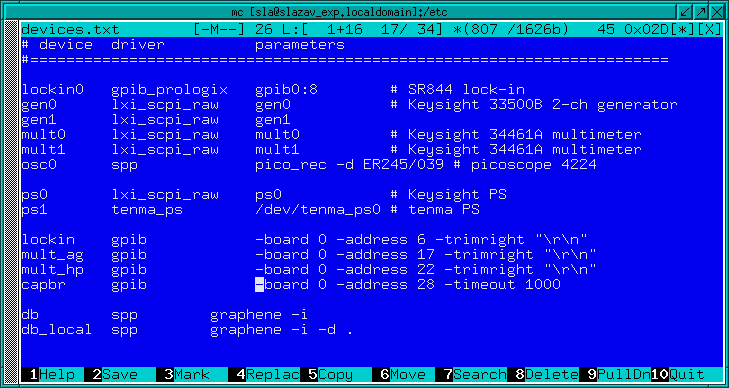 mc [sla@slazav_exp.localdomain]:/etc
devices.txt [-M--] 26 L:[ 1+16 17/ 34] *(807 /1626b) 45 0x02D[*][X]
# device driver parameters
#=====================================================================
lockin0 gpib_prologix gpib0:8 # SR844 lock-in
gen0 lxi_scpi_raw gen0 # Keysight 33500B 2-ch generator
gen1 lxi_scpi_raw gen1
mult0 lxi_scpi_raw mult0 # Keysight 34461A multimeter
mult1 lxi_scpi_raw mult1 # Keysight 34461A multimeter
osc0 spp pico_rec -d ER245/039 # picoscope 4224
ps0 lxi_scpi_raw ps0 # Keysight PS
ps1 tenma_ps /dev/tenma_ps0 # tenma PS
lockin gpib -board 0 -address 6 -trimright "\r\n"
mult_ag gpib -board 0 -address 17 -trimright "\r\n"
mult_hp gpib -board 0 -address 22 -trimright "\r\n"
capbr gpib -board 0 -address 28 -timeout 1000
db spp graphene -i
db_local spp graphene -i -d .
1Help 2Save 3Mark 4Replac 5Copy 6Move 7Search 8Delete 9PullDn 10Quit